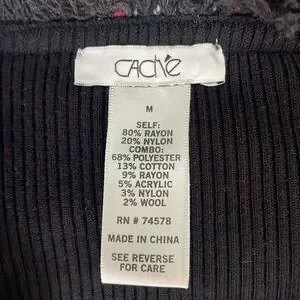 CACHÉ
M
SELF:
80% RAYON
20% NYLON
COMBO:
68% POLYESTER
13% COTTON
9% RAYON
5% ACRYLIC
3% NYLON
2% WOOL
RN # 74578
MADE IN CHINA
SEE REVERSE
FOR CARE